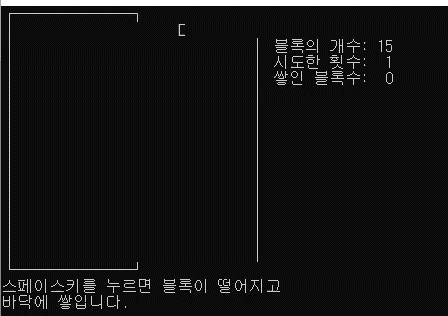 블록의 개수: 15
시도한 횟수: 1
쌓인 블록수: 0
스페이스키를 누르면 블록이 떨어지고
바닥에 쌓입니다.